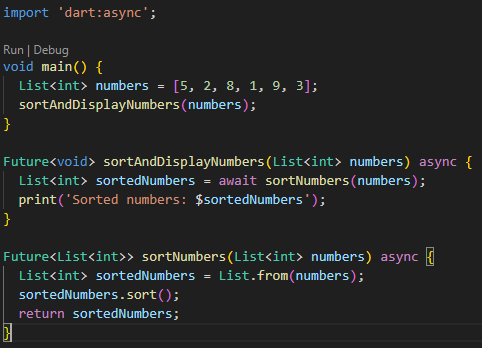 import 'dart:async';
Run | Debug
void main() {
  List<int> numbers = [5, 2, 8, 1, 9, 3];
  sortAndDisplayNumbers(numbers);
}
Future<void> sortAndDisplayNumbers(List<int> numbers) async {
  List<int> sortedNumbers = await sortNumbers(numbers);
  print('Sorted numbers: $sortedNumbers');
}
Future<List<int>> sortNumbers(List<int> numbers) async {
  List<int> sortedNumbers = List.from(numbers);
  sortedNumbers.sort();
  return sortedNumbers;
}